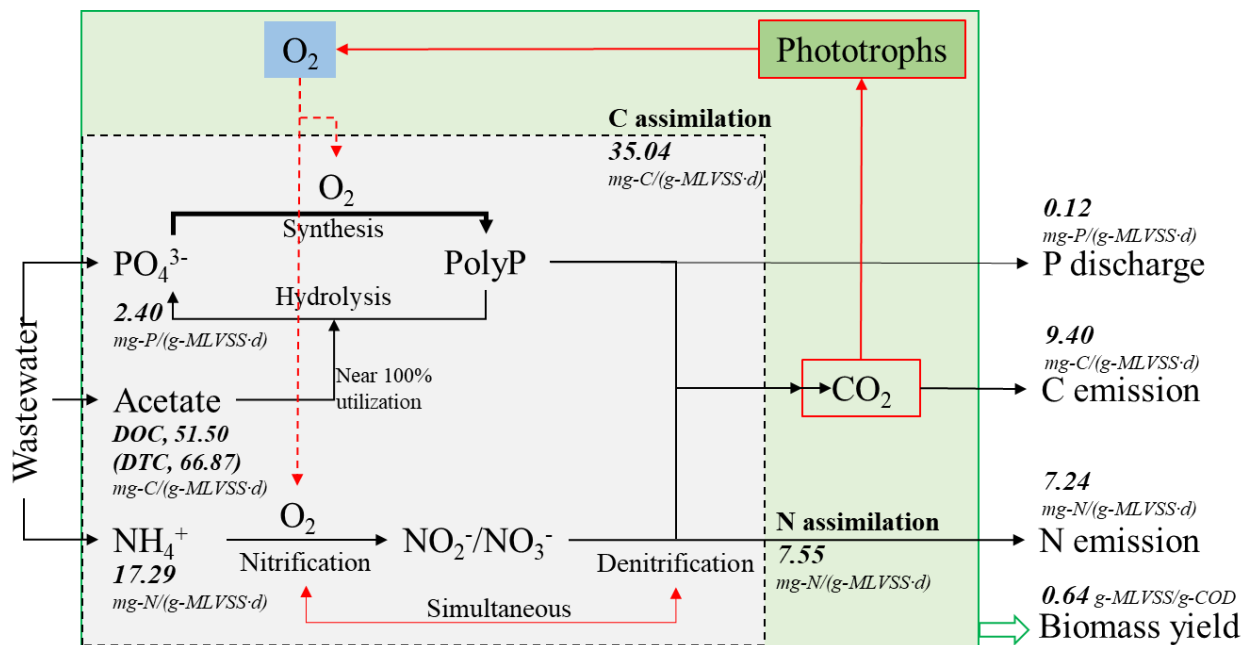 O₂
Phototrophs
C assimilation
35.04
mg-C/(g-MLVSS·d)
O₂
Synthesis
PO₄³⁻
PolyP
Hydrolysis
2.40
mg-P/(g-MLVSS·d)
0.12
mg-P/(g-MLVSS·d)
P discharge
Wastewater
Acetate
DOC, 51.50
(DTC, 66.87)
mg-C/(g-MLVSS·d)
Near 100%
utilization
CO₂
9.40
mg-C/(g-MLVSS·d)
C emission
NH₄⁺
17.29
mg-N/(g-MLVSS·d)
O₂
Nitrification
NO₂⁻/NO₃⁻
Denitrification
Simultaneous
N assimilation
7.55
mg-N/(g-MLVSS·d)
7.24
mg-N/(g-MLVSS·d)
N emission
0.64 g-MLVSS/g-COD
Biomass yield